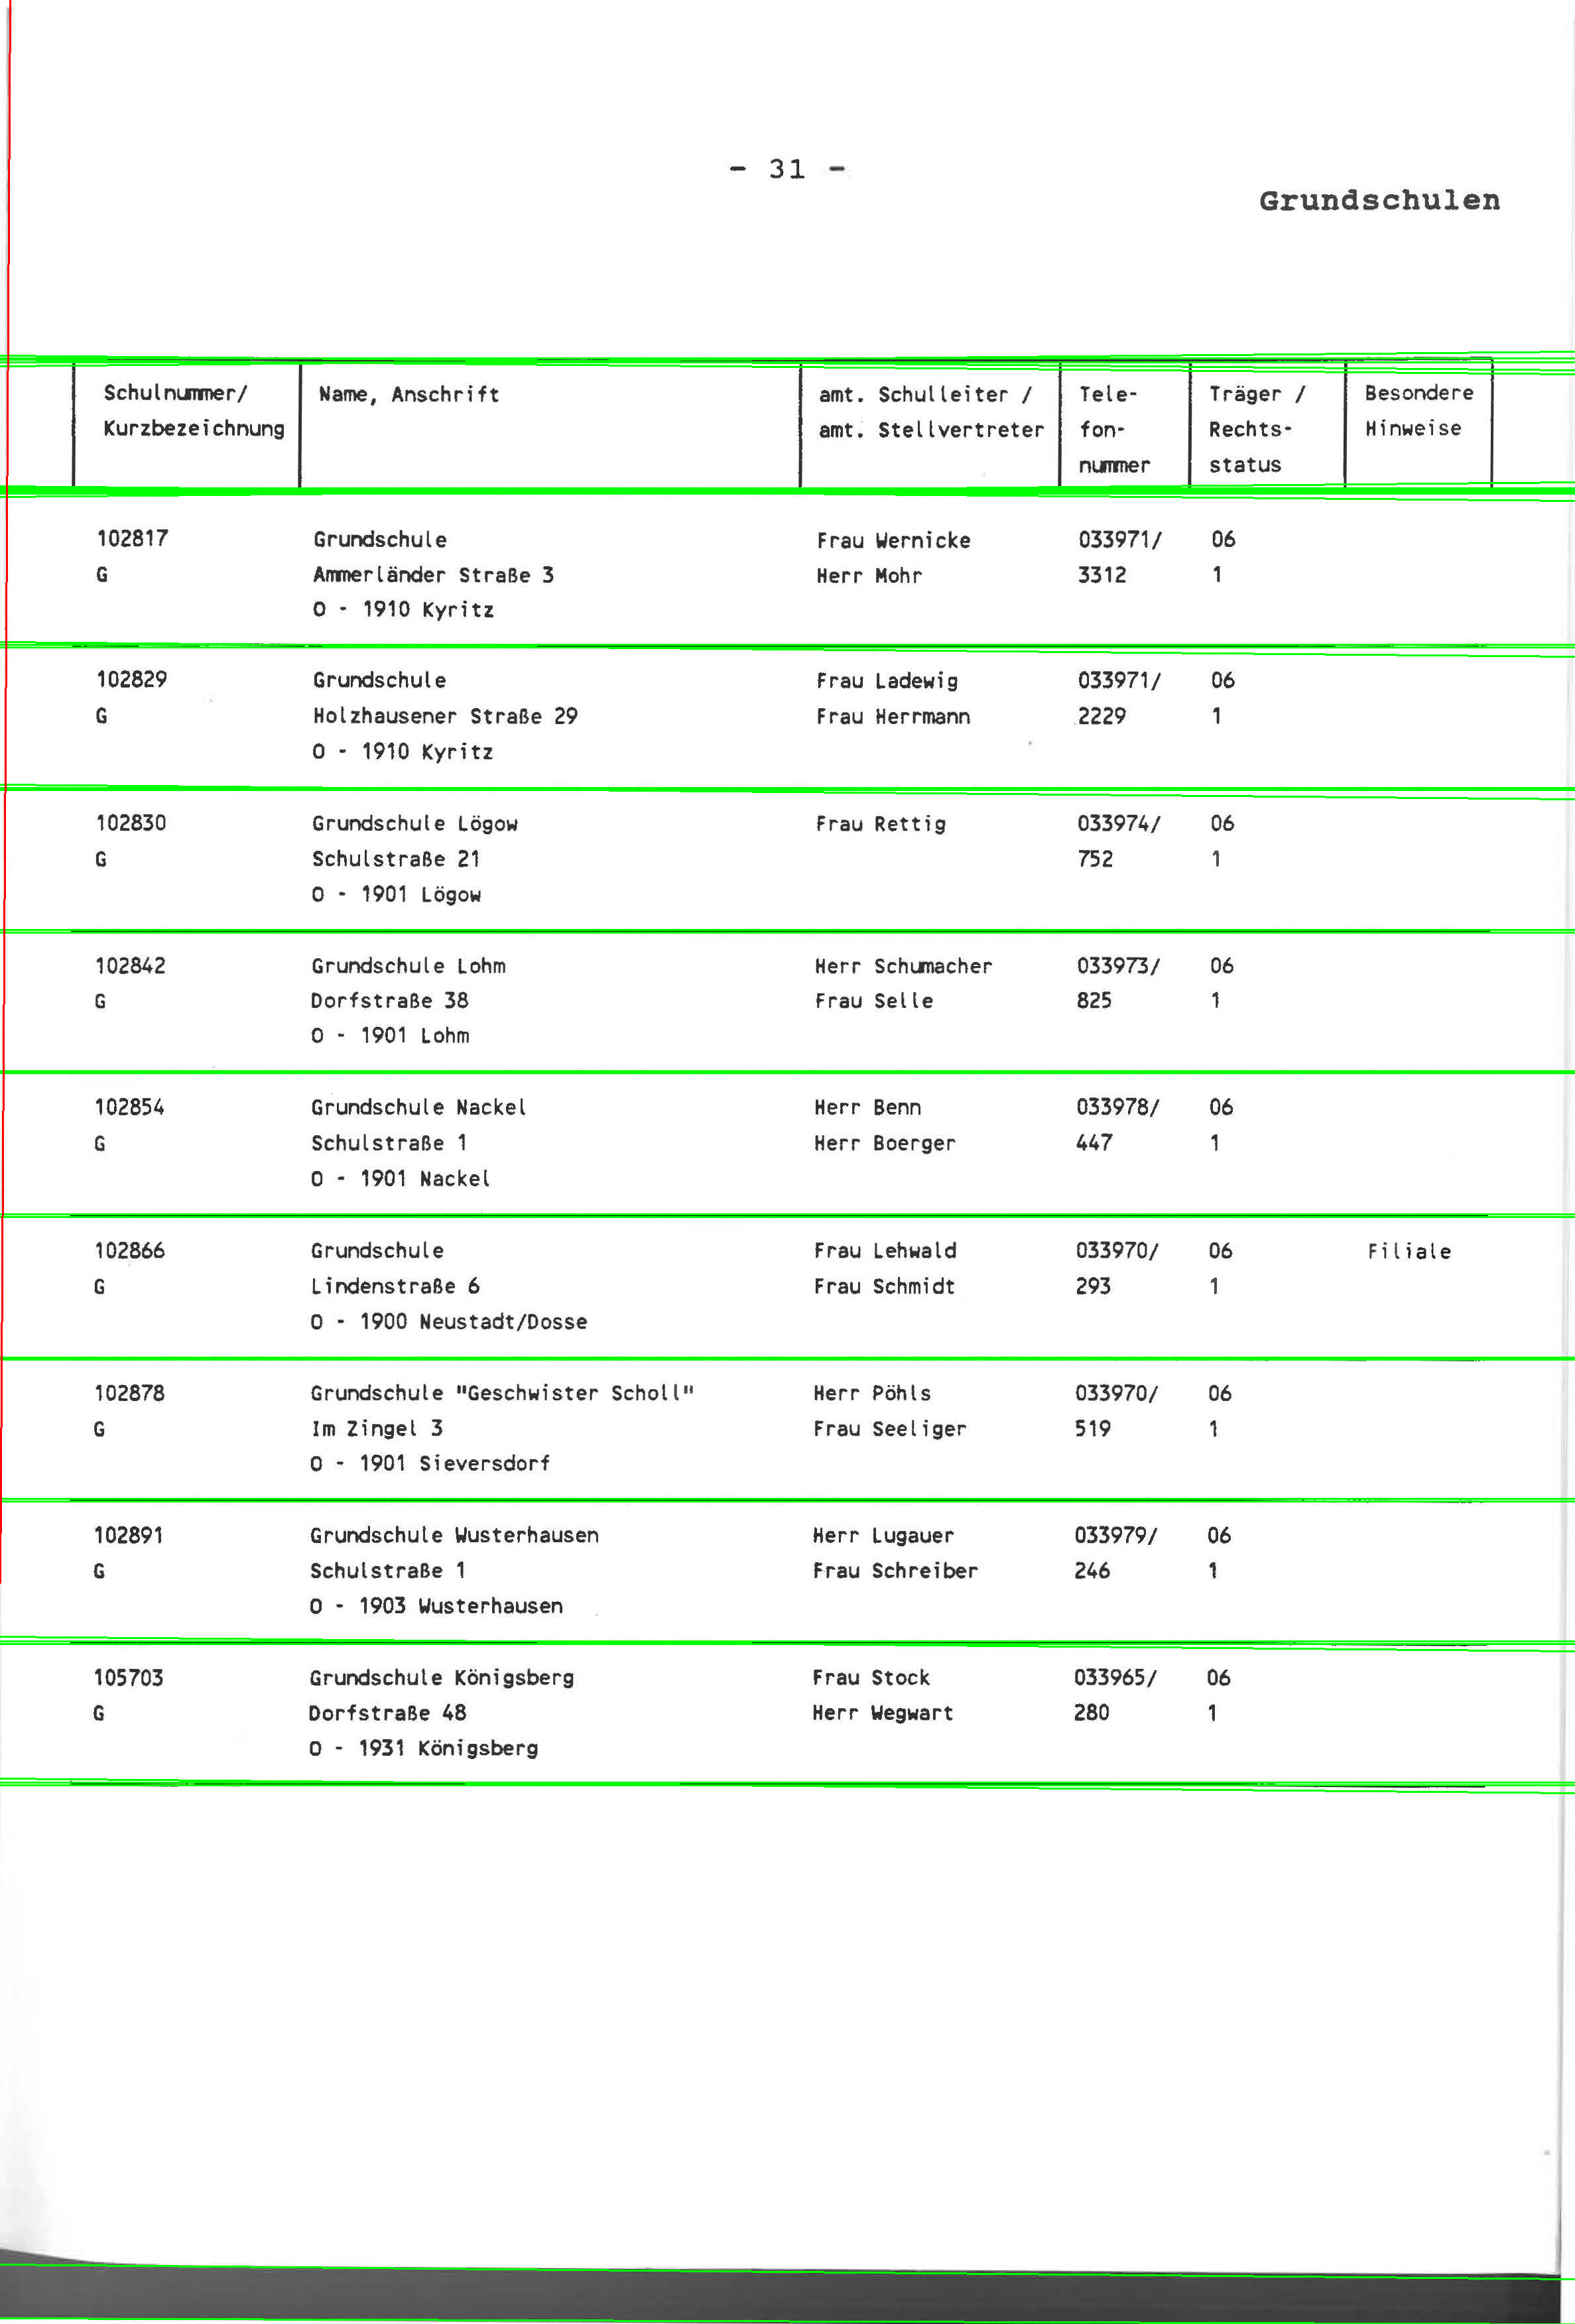 - 31 -
Grundschulen
Schulnummer/ Name, Anschrift amt. Schulleiter / Tele- Träger / Besondere
Kurzbezeichnung amt. Stellvertreter fon- Rechts- Hinweise
nummer status
102817 Grundschule Frau Wernicke 033971/ 06
G Ammerländer Straße 3 Herr Mohr 3312 1
O - 1910 Kyritz
102829 Grundschule Frau Ladewig 033971/ 06
G Holzhausener Straße 29 Frau Herrmann 2229 1
O - 1910 Kyritz
102830 Grundschule Lögow Frau Rettig 033974/ 06
G Schulstraße 21 752 1
O - 1901 Lögow
102842 Grundschule Lohm Herr Schumacher 033973/ 06
G Dorfstraße 38 Frau Selle 825 1
O - 1901 Lohm
102854 Grundschule Nackel Herr Benn 033978/ 06
G Schulstraße 1 Herr Boerger 447 1
O - 1901 Nackel
102866 Grundschule Frau Lehwald 033970/ 06 Filiale
G Lindenstraße 6 Frau Schmidt 293 1
O - 1900 Neustadt/Dosse
102878 Grundschule "Geschwister Scholl" Herr Pöhls 033970/ 06
G Im Zingel 3 Frau Seeliger 519 1
O - 1901 Sieversdorf
102891 Grundschule Wusterhausen Herr Lugauer 033979/ 06
G Schulstraße 1 Frau Schreiber 246 1
O - 1903 Wusterhausen
105703 Grundschule Königsberg Frau Stock 033965/ 06
G Dorfstraße 48 Herr Wegwart 280 1
O - 1931 Königsberg